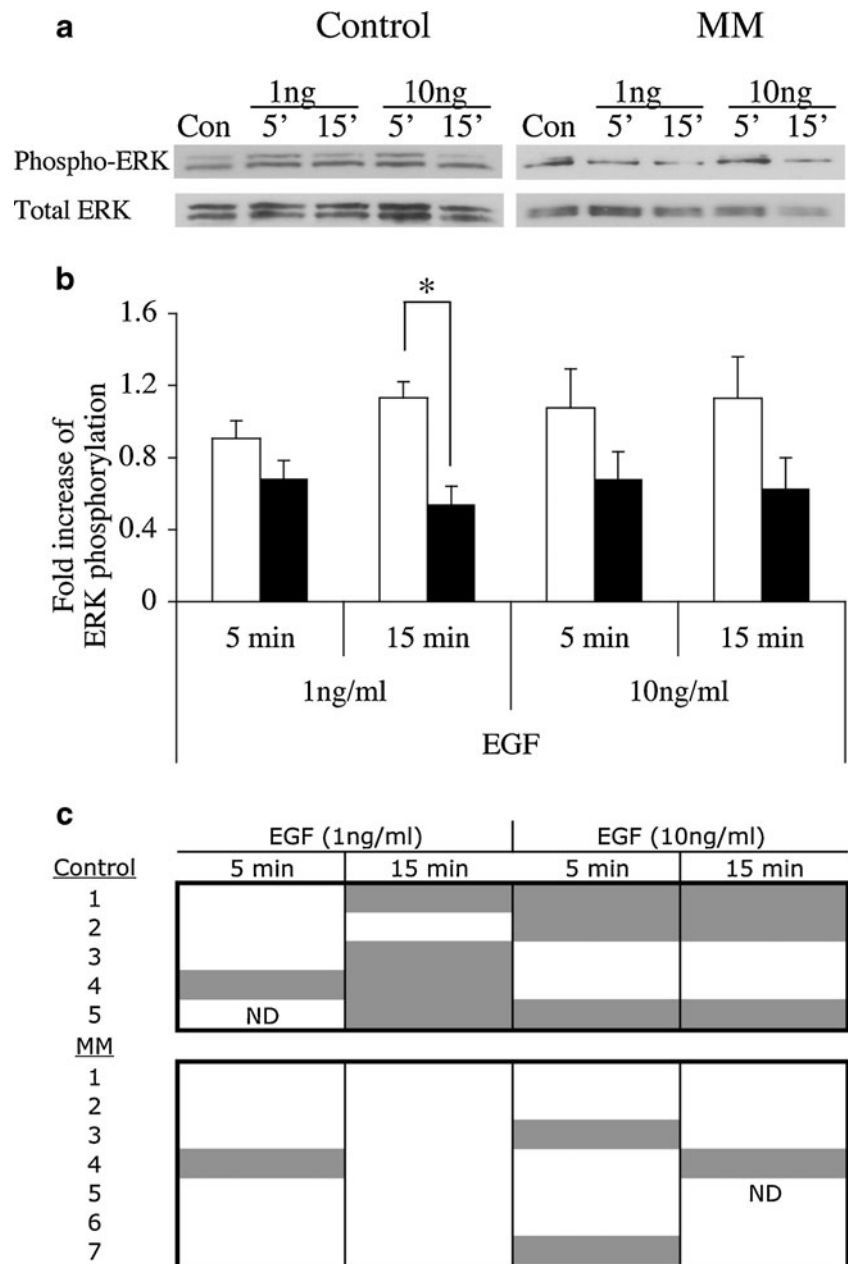 a Control MM
1ng 10ng 1ng 10ng
Con 5’ 15’ 5’ 15’ Con 5’ 15’ 5’ 15’
Phospho-ERK
Total ERK
b
*
Fold increase of
ERK phosphorylation
1.6
1.2
0.8
0.4
0
5 min 15 min 5 min 15 min
1ng/ml 10ng/ml
EGF
c
EGF (1ng/ml) EGF (10ng/ml)
Control 5 min 15 min 5 min 15 min
1
2
3
4
5 ND
MM
1
2
3
4
5 ND
6
7